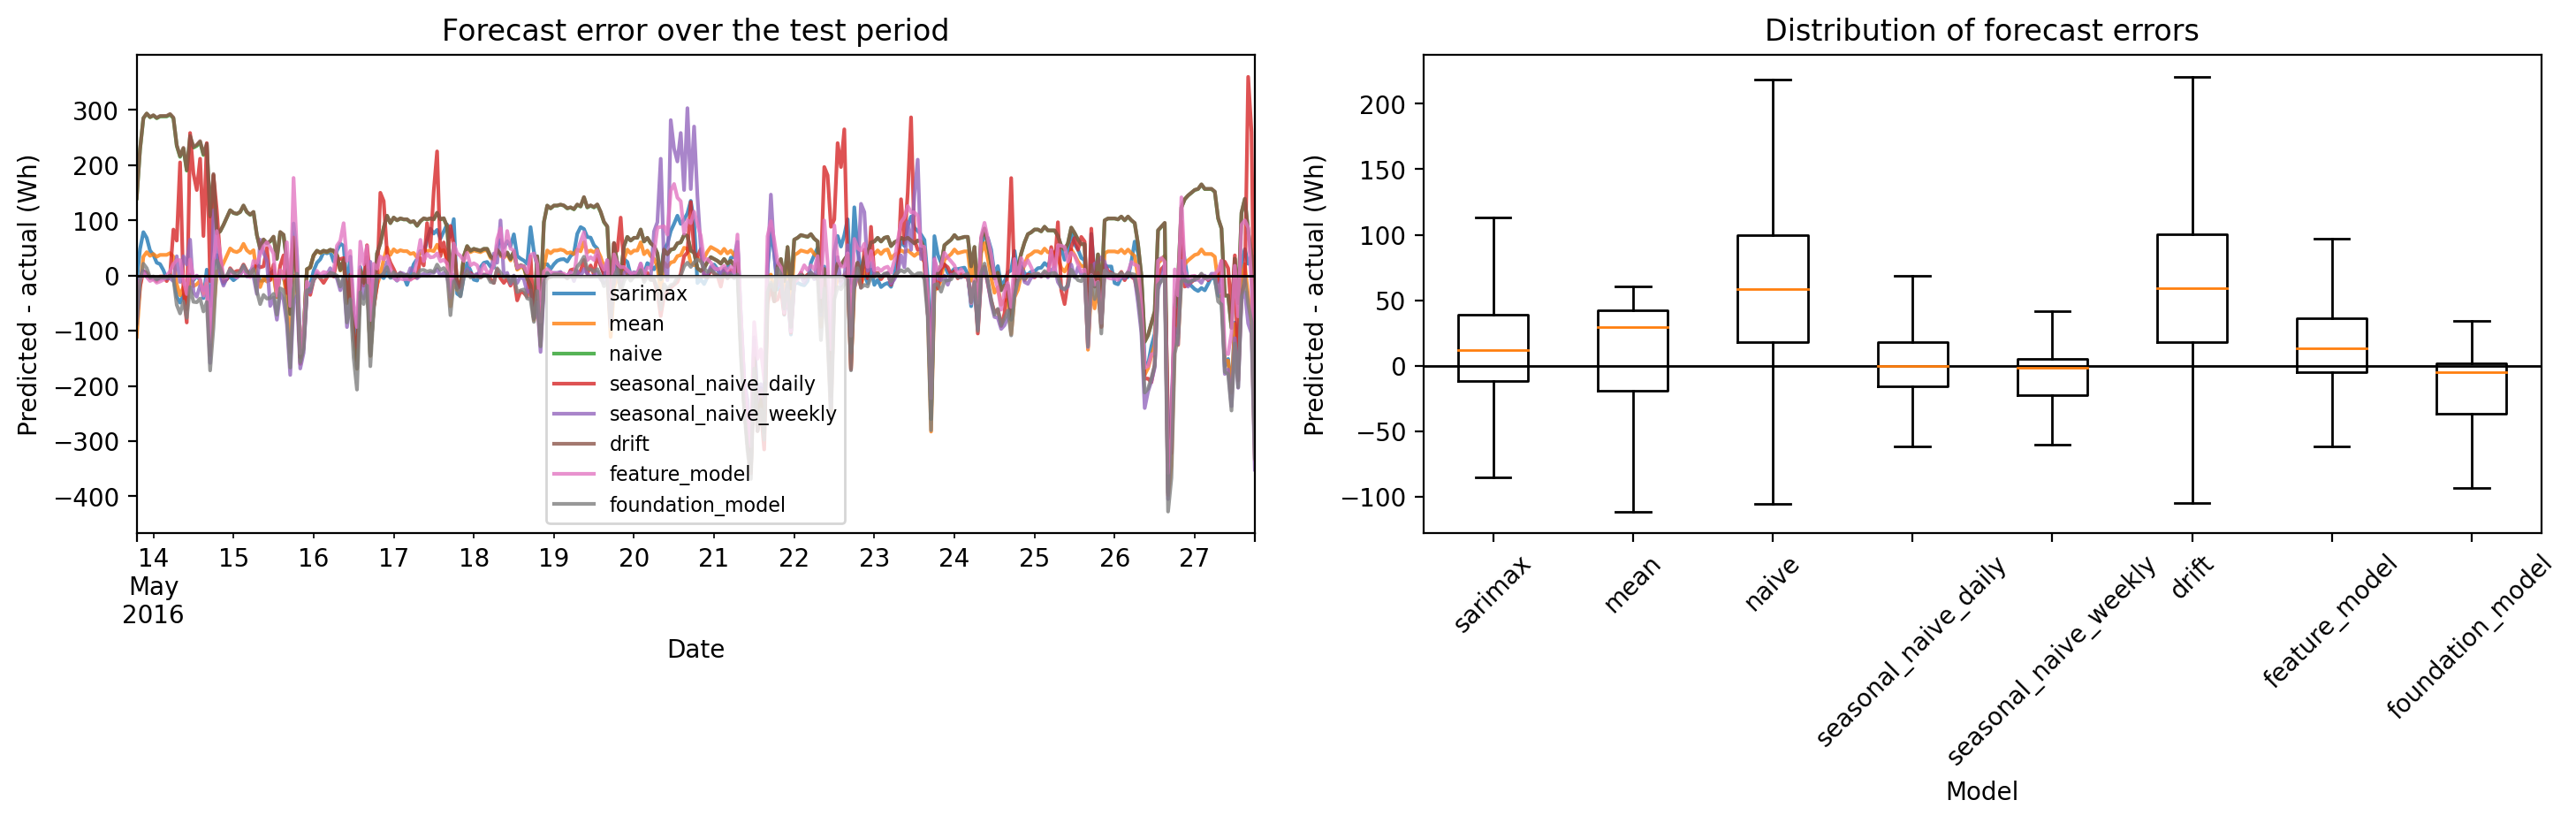 Forecast error over the test period
Predicted - actual (Wh)
300
200
100
0
−100
−200
−300
−400
sarimax
mean
naive
seasonal_naive_daily
seasonal_naive_weekly
drift
feature_model
foundation_model
14 15 16 17 18 19 20 21 22 23 24 25 26 27
May
2016
Date
Distribution of forecast errors
Predicted - actual (Wh)
200
150
100
50
0
−50
−100
sarimax
mean
naive
seasonal_naive_daily
seasonal_naive_weekly
drift
feature_model
foundation_model
Model